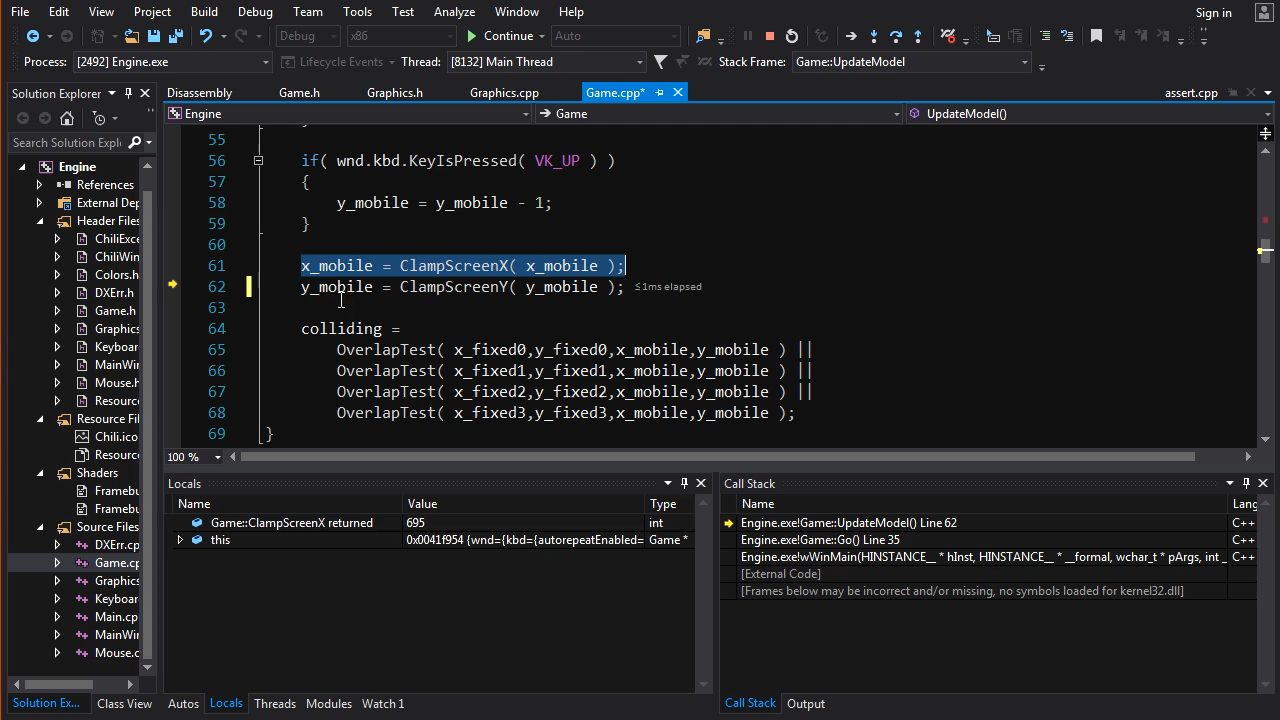 File Edit View Project Build Debug Team Tools Test Analyze Window Help Sign in
Debug x86 Continue Auto
Process: [2492] Engine.exe Lifecycle Events Thread: [8132] Main Thread Stack Frame: Game::UpdateModel
Solution Explorer Disassembly Game.h Graphics.h Graphics.cpp Game.cpp* assert.cpp
Engine Game UpdateModel()
Search Solution Explo
Engine
References
External Dep
Header Files
ChiliExce
ChiliWin
Colors.h
DXErr.h
Game.h
Graphics
Keyboard
MainWin
Mouse.h
Resource
Resource Fil
Chili.ico
Resource
Shaders
Framebu
Framebu
Source Files
DXErr.cp
Game.cp
Graphics
Keyboard
Main.cpp
MainWin
Mouse.c
55
56 if( wnd.kbd.KeyIsPressed( VK_UP ) )
57 {
58 y_mobile = y_mobile - 1;
59 }
60
61 x_mobile = ClampScreenX( x_mobile );
62 y_mobile = ClampScreenY( y_mobile ); ≤1ms elapsed
63
64 colliding =
65 OverlapTest( x_fixed0,y_fixed0,x_mobile,y_mobile ) ||
66 OverlapTest( x_fixed1,y_fixed1,x_mobile,y_mobile ) ||
67 OverlapTest( x_fixed2,y_fixed2,x_mobile,y_mobile ) ||
68 OverlapTest( x_fixed3,y_fixed3,x_mobile,y_mobile );
69 }
100 %
Locals
Name Value Type
Game::ClampScreenX returned 695 int
this 0x0041f954 {wnd={kbd={autorepeatEnabled= Game *
Call Stack
Name Lang
Engine.exe!Game::UpdateModel() Line 62 C++
Engine.exe!Game::Go() Line 35 C++
Engine.exe!wWinMain(HINSTANCE__ * hInst, HINSTANCE__ * __formal, wchar_t * pArgs, int _ C++
[External Code]
[Frames below may be incorrect and/or missing, no symbols loaded for kernel32.dll]
Solution Ex... Class View Autos Locals Threads Modules Watch 1 Call Stack Output